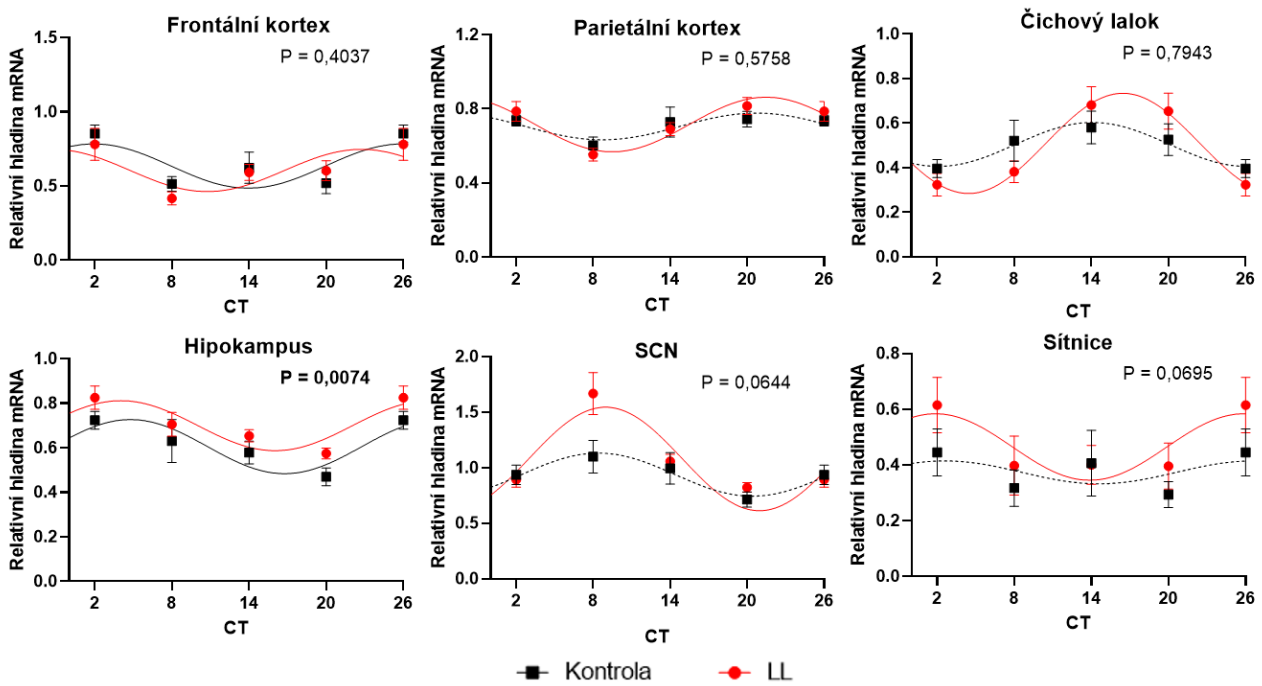 Frontální kortex
P = 0,4037
Relativní hladina mRNA
1.5
1.0
0.5
0.0
2 8 14 20 26
CT
Parietální kortex
P = 0,5758
Relativní hladina mRNA
1.2
0.8
0.4
0.0
2 8 14 20 26
CT
Čichový lalok
P = 0,7943
Relativní hladina mRNA
1.0
0.8
0.6
0.4
0.2
0.0
2 8 14 20 26
CT
Hipokampus
P = 0,0074
Relativní hladina mRNA
1.0
0.8
0.6
0.4
0.2
0.0
2 8 14 20 26
CT
SCN
P = 0,0644
Relativní hladina mRNA
2.0
1.5
1.0
0.5
0.0
2 8 14 20 26
CT
Sítnice
P = 0,0695
Relativní hladina mRNA
0.8
0.6
0.4
0.2
0.0
2 8 14 20 26
CT
Kontrola
LL